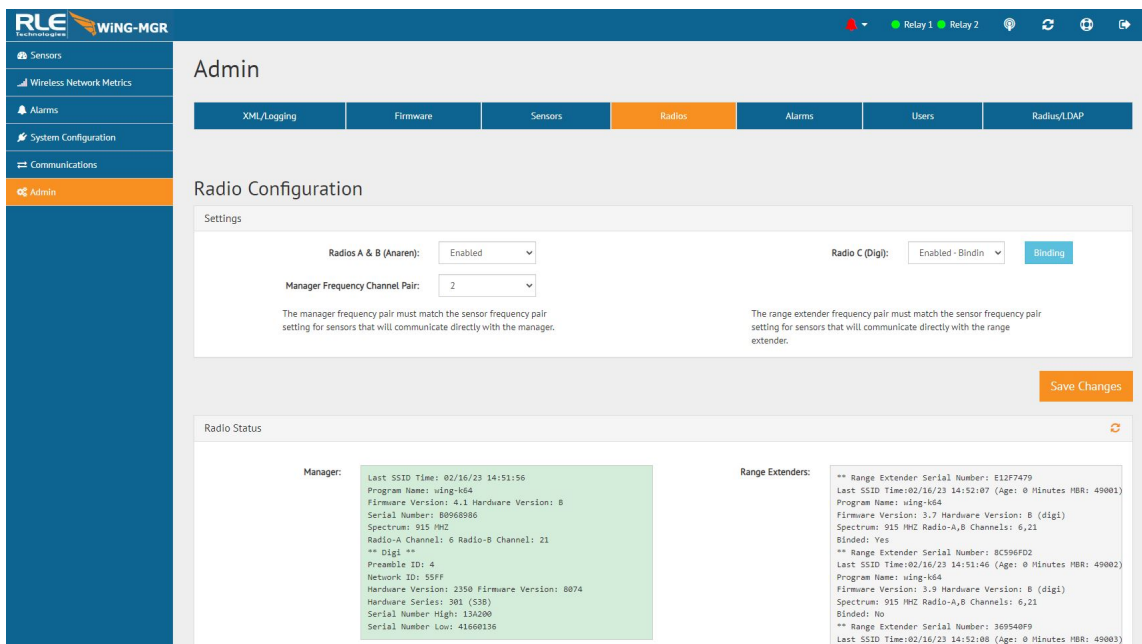 RLE
Technologies
WiNG-MGR
Relay 1 Relay 2
Sensors
Wireless Network Metrics
Alarms
System Configuration
Communications
Admin
Admin
XML/Logging Firmware Sensors Radios Alarms Users Radius/LDAP
Radio Configuration
Settings
Radios A & B (Anaren): Enabled
Radio C (Digi): Enabled - Bindin Binding
Manager Frequency Channel Pair: 2
The manager frequency pair must match the sensor frequency pair
setting for sensors that will communicate directly with the manager.
The range extender frequency pair must match the sensor frequency pair
setting for sensors that will communicate directly with the range
extender.
Save Changes
Radio Status
Manager:
Last SSID Time: 02/16/23 14:51:56
Program Name: wing-k64
Firmware Version: 4.1 Hardware Version: B
Serial Number: B0968986
Spectrum: 915 MHZ
Radio-A Channel: 6 Radio-B Channel: 21
** Digi **
Preamble ID: 4
Network ID: 55FF
Hardware Version: 2350 Firmware Version: 8074
Hardware Series: 301 (S3B)
Serial Number High: 13A200
Serial Number Low: 41660136
Range Extenders:
** Range Extender Serial Number: E12F7479
Last SSID Time:02/16/23 14:52:07 (Age: 0 Minutes MBR: 49001)
Program Name: wing-k64
Firmware Version: 3.7 Hardware Version: B (digi)
Spectrum: 915 MHZ Radio-A,B Channels: 6,21
Binded: Yes
** Range Extender Serial Number: 8C596FD2
Last SSID Time:02/16/23 14:51:46 (Age: 0 Minutes MBR: 49002)
Program Name: wing-k64
Firmware Version: 3.9 Hardware Version: B (digi)
Spectrum: 915 MHZ Radio-A,B Channels: 6,21
Binded: No
** Range Extender Serial Number: 369540F9
Last SSID Time:02/16/23 14:52:08 (Age: 0 Minutes MBR: 49003)